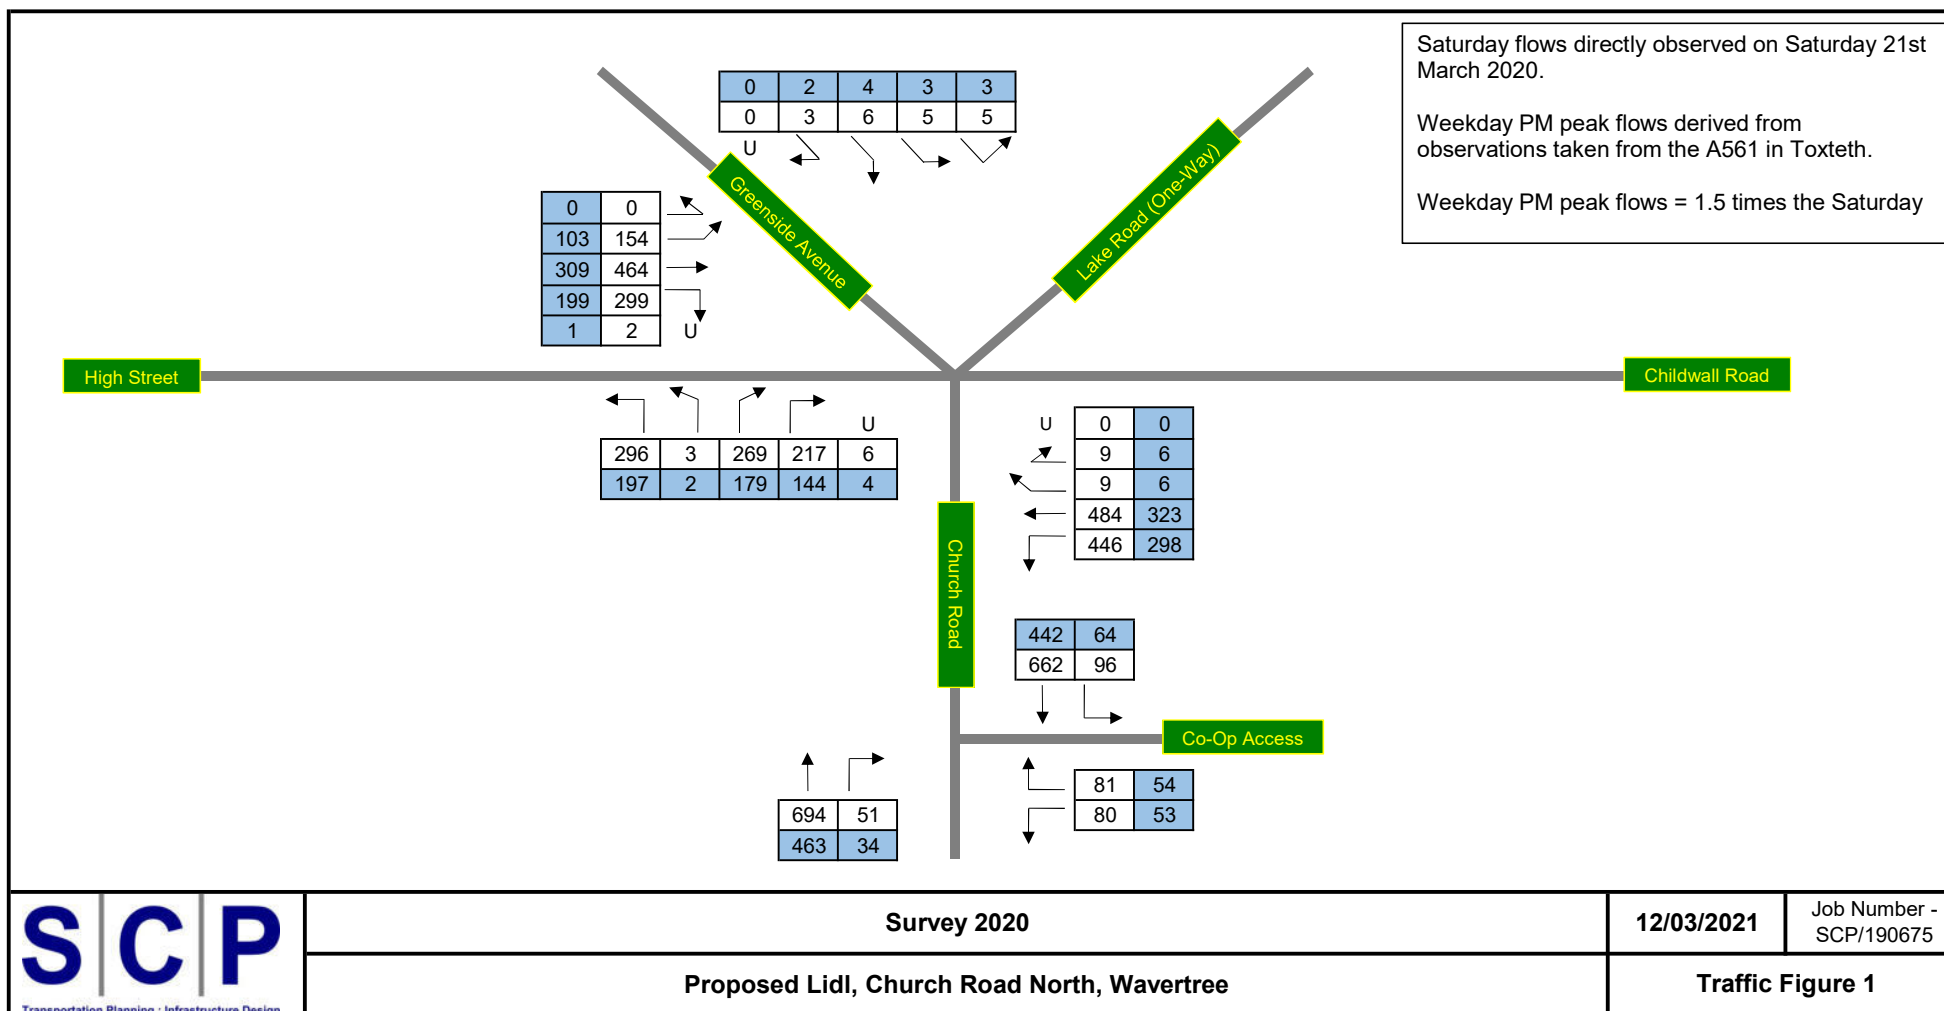 Saturday flows directly observed on Saturday 21st
March 2020.
Weekday PM peak flows derived from
observations taken from the A561 in Toxteth.
Weekday PM peak flows = 1.5 times the Saturday
0 2 4 3 3
0 3 6 5 5
U
Greenside Avenue
Lake Road (One-Way)
0 0
103 154
309 464
199 299
1 2 U
High Street
Childwall Road
U
296 3 269 217 6
197 2 179 144 4
U 0 0
9 6
9 6
484 323
446 298
Church Road
442 64
662 96
Co-Op Access
81 54
80 53
694 51
463 34
SCP
Transportation Planning : Infrastructure Design
Survey 2020
12/03/2021
Job Number -
SCP/190675
Proposed Lidl, Church Road North, Wavertree
Traffic Figure 1